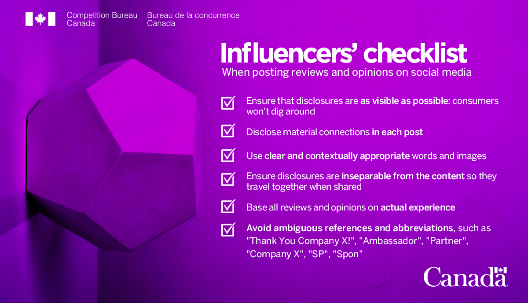 Competition Bureau Canada
Bureau de la concurrence Canada
Influencers' checklist
When posting reviews and opinions on social media
Ensure that disclosures are as visible as possible: consumers
won't dig around
Disclose material connections in each post
Use clear and contextually appropriate words and images
Ensure disclosures are inseparable from the content so they
travel together when shared
Base all reviews and opinions on actual experience
Avoid ambiguous references and abbreviations, such as
"Thank You Company X!", "Ambassador", "Partner",
"Company X", "SP", "Spon"
Canada